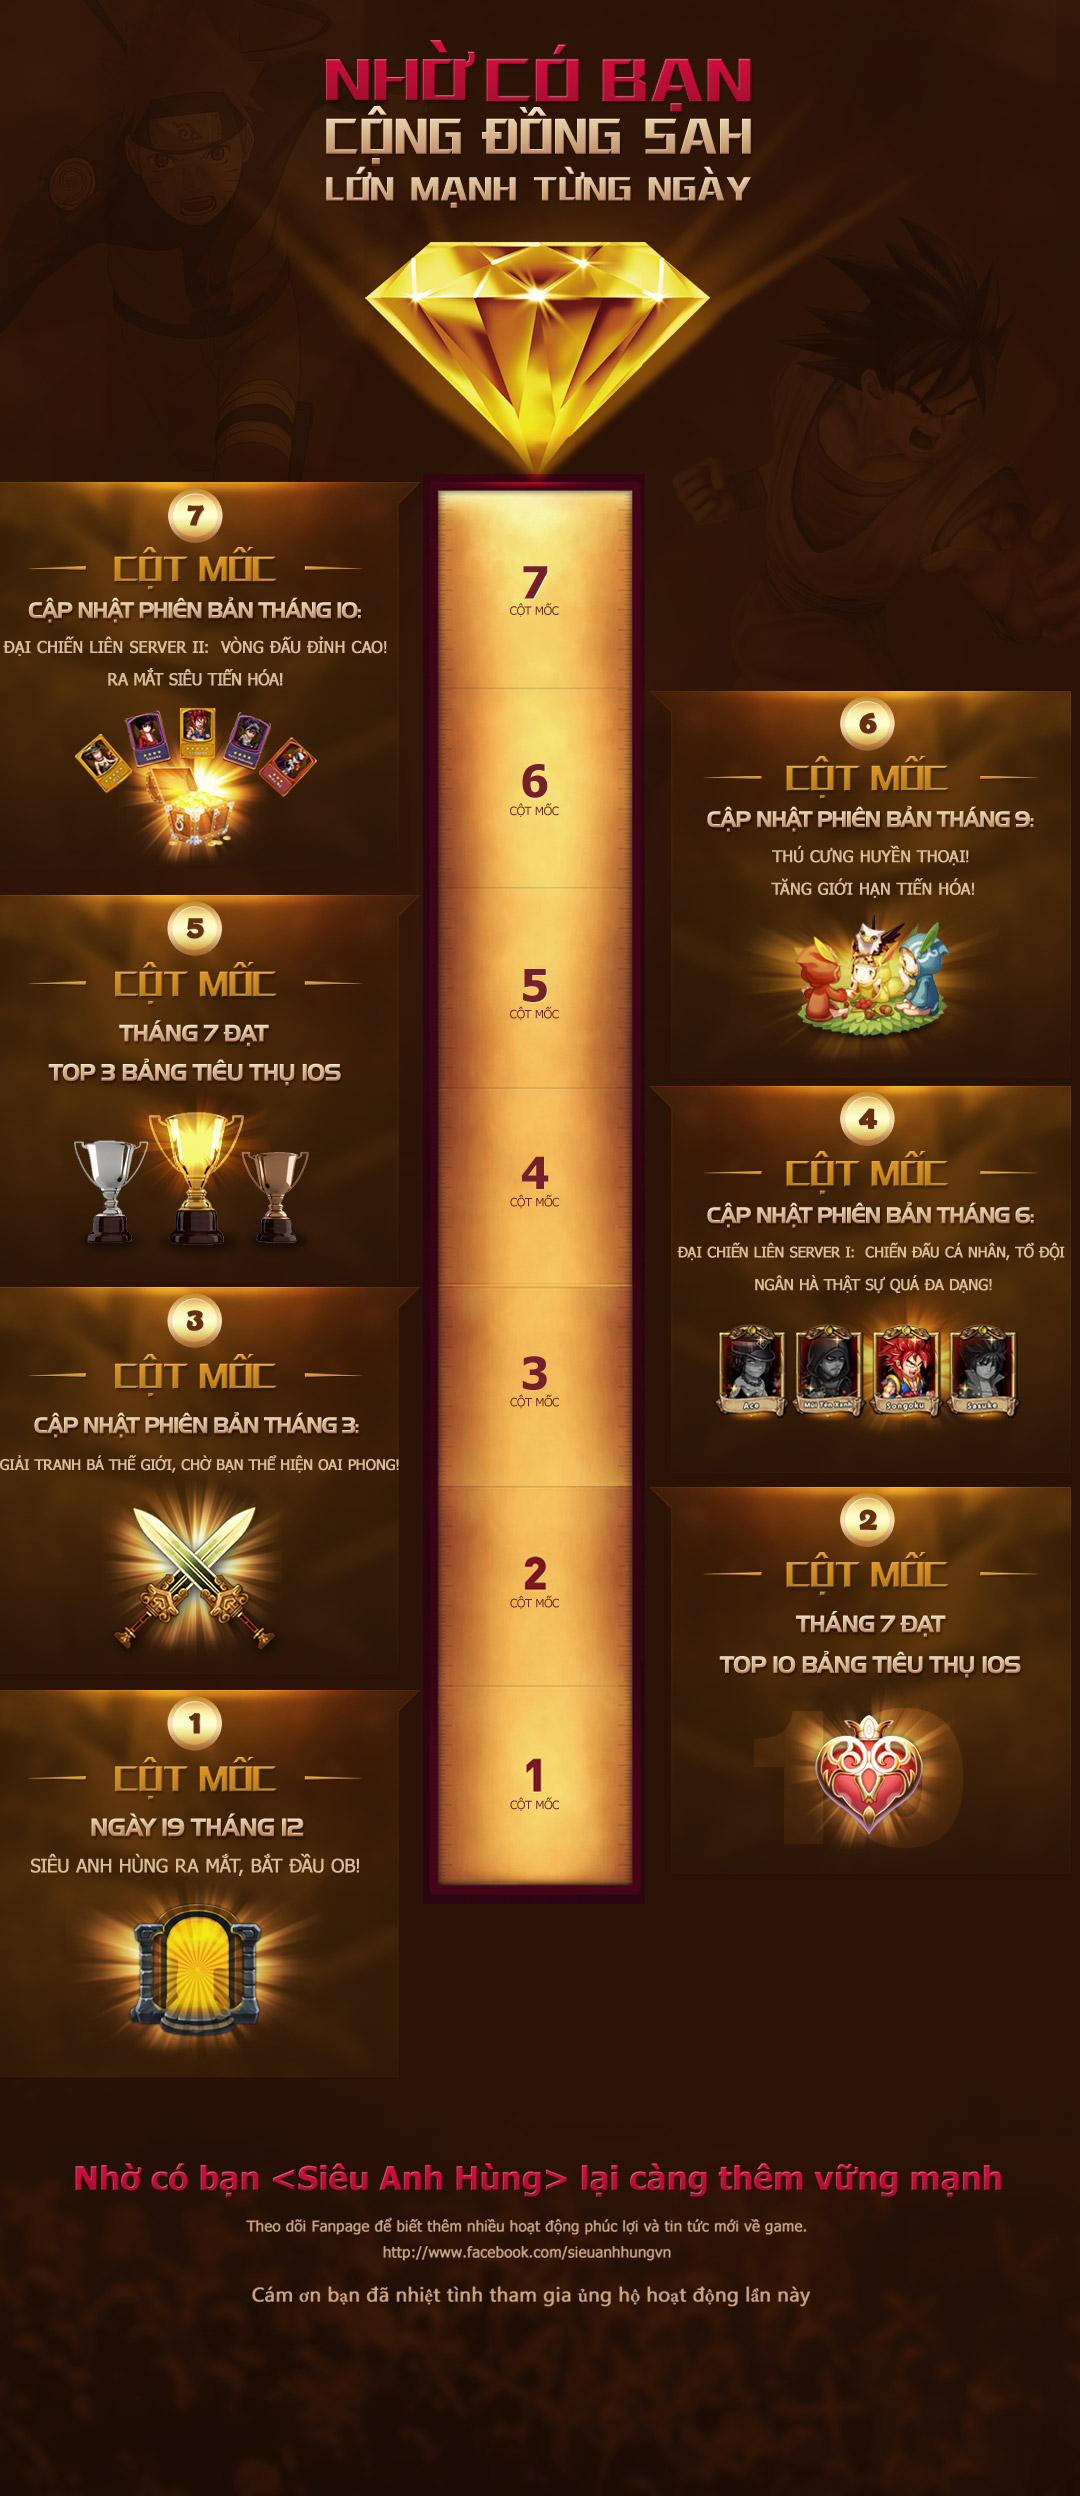 NHỜ CÓ BẠN
CỘNG ĐỒNG SAH
LỚN MẠNH TỪNG NGÀY
7
CỘT MỐC
CẬP NHẬT PHIÊN BẢN THÁNG 10:
ĐẠI CHIẾN LIÊN SERVER II: VÒNG ĐẤU ĐỈNH CAO!
RA MẮT SIÊU TIẾN HÓA!
7
CỘT MỐC
6
CỘT MỐC
CẬP NHẬT PHIÊN BẢN THÁNG 9:
THÚ CƯNG HUYỀN THOẠI!
TĂNG GIỚI HẠN TIẾN HÓA!
6
CỘT MỐC
5
CỘT MỐC
THÁNG 7 ĐẠT
TOP 3 BẢNG TIÊU THỤ IOS
5
CỘT MỐC
4
CỘT MỐC
CẬP NHẬT PHIÊN BẢN THÁNG 6:
ĐẠI CHIẾN LIÊN SERVER I: CHIẾN ĐẤU CÁ NHÂN, TỔ ĐỘI
NGÂN HÀ THẬT SỰ QUÁ ĐA DẠNG!
Ace
Mũi Tên Xanh
Songoku
Sasuke
4
CỘT MỐC
3
CỘT MỐC
CẬP NHẬT PHIÊN BẢN THÁNG 3:
GIẢI TRANH BÁ THẾ GIỚI, CHỜ BẠN THỂ HIỆN OAI PHONG!
3
CỘT MỐC
2
CỘT MỐC
THÁNG 7 ĐẠT
TOP 10 BẢNG TIÊU THỤ IOS
10
2
CỘT MỐC
1
CỘT MỐC
NGÀY 19 THÁNG 12
SIÊU ANH HÙNG RA MẮT, BẮT ĐẦU OB!
1
CỘT MỐC
Nhờ có bạn <Siêu Anh Hùng> lại càng thêm vững mạnh
Theo dõi Fanpage để biết thêm nhiều hoạt động phúc lợi và tin tức mới về game.
http://www.facebook.com/sieuanhhungvn
Cám ơn bạn đã nhiệt tình tham gia ủng hộ hoạt động lần này